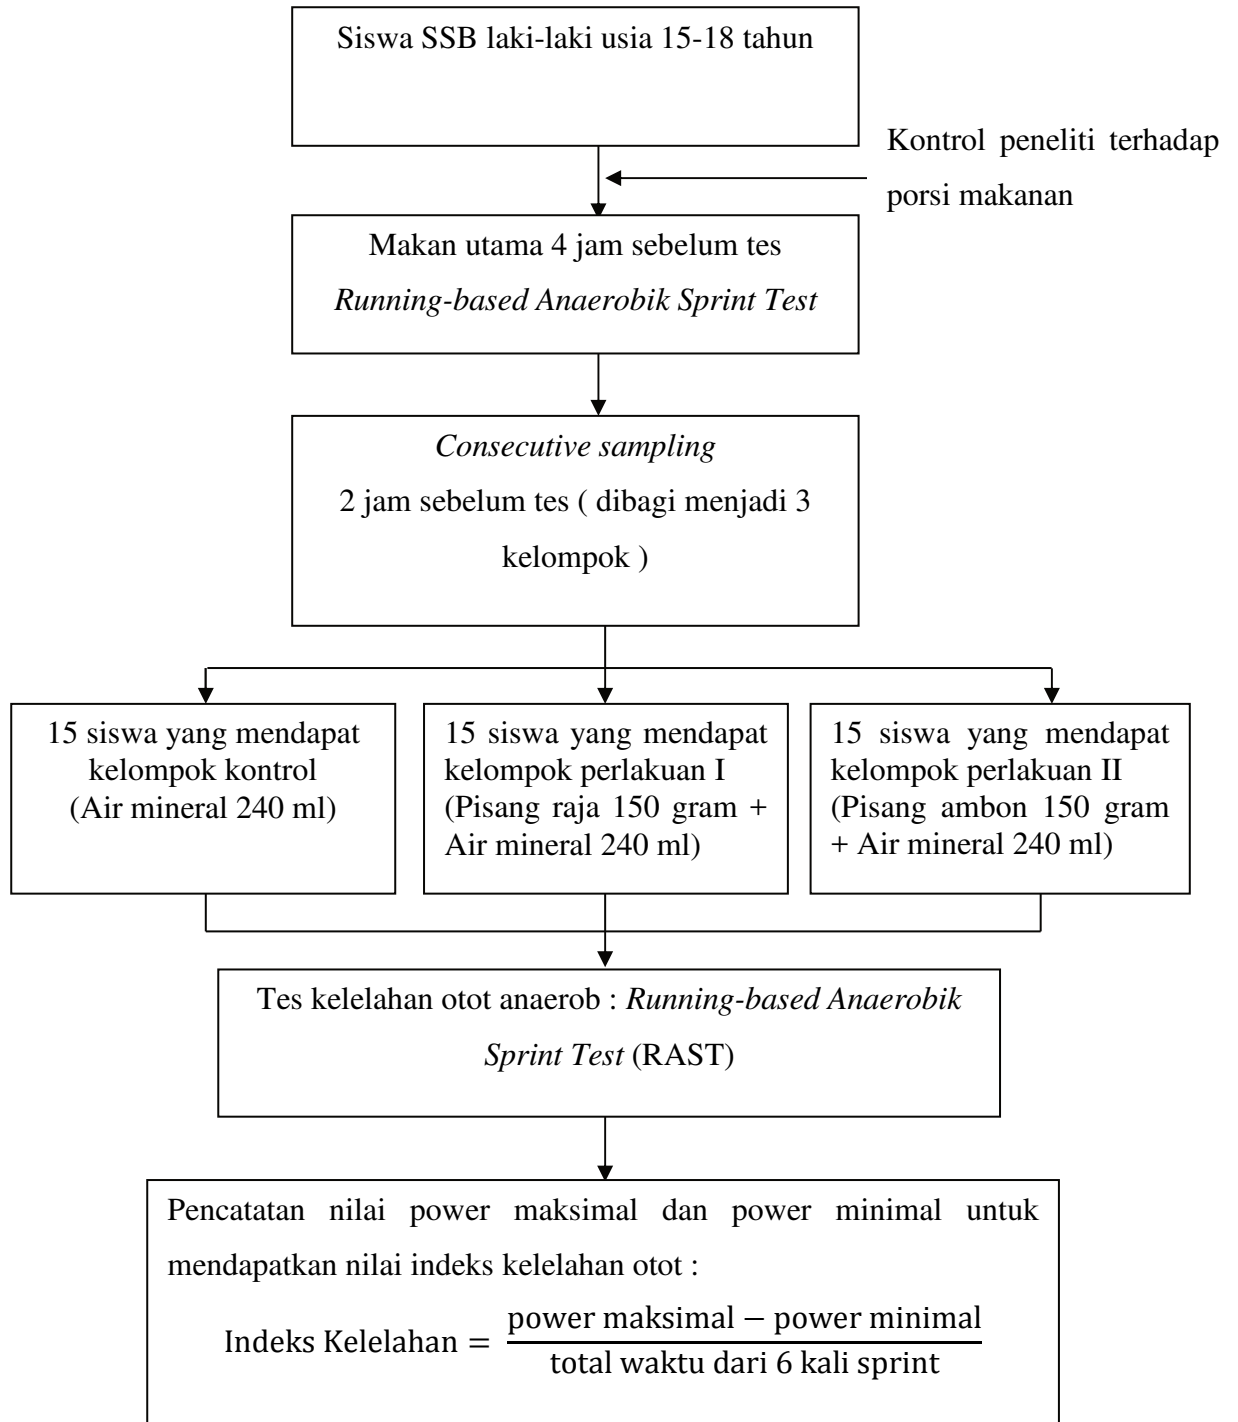 Siswa SSB laki-laki usia 15-18 tahun
Kontrol peneliti terhadap
porsi makanan
Makan utama 4 jam sebelum tes
Running-based Anaerobik Sprint Test
Consecutive sampling
2 jam sebelum tes ( dibagi menjadi 3
kelompok )
15 siswa yang mendapat
kelompok kontrol
(Air mineral 240 ml)
15 siswa yang mendapat
kelompok perlakuan I
(Pisang raja 150 gram +
Air mineral 240 ml)
15 siswa yang mendapat
kelompok perlakuan II
(Pisang ambon 150 gram
+ Air mineral 240 ml)
Tes kelelahan otot anaerob : Running-based Anaerobik
Sprint Test (RAST)
Pencatatan nilai power maksimal dan power minimal untuk
mendapatkan nilai indeks kelelahan otot :
Indeks Kelelahan =
power maksimal − power minimal
total waktu dari 6 kali sprint